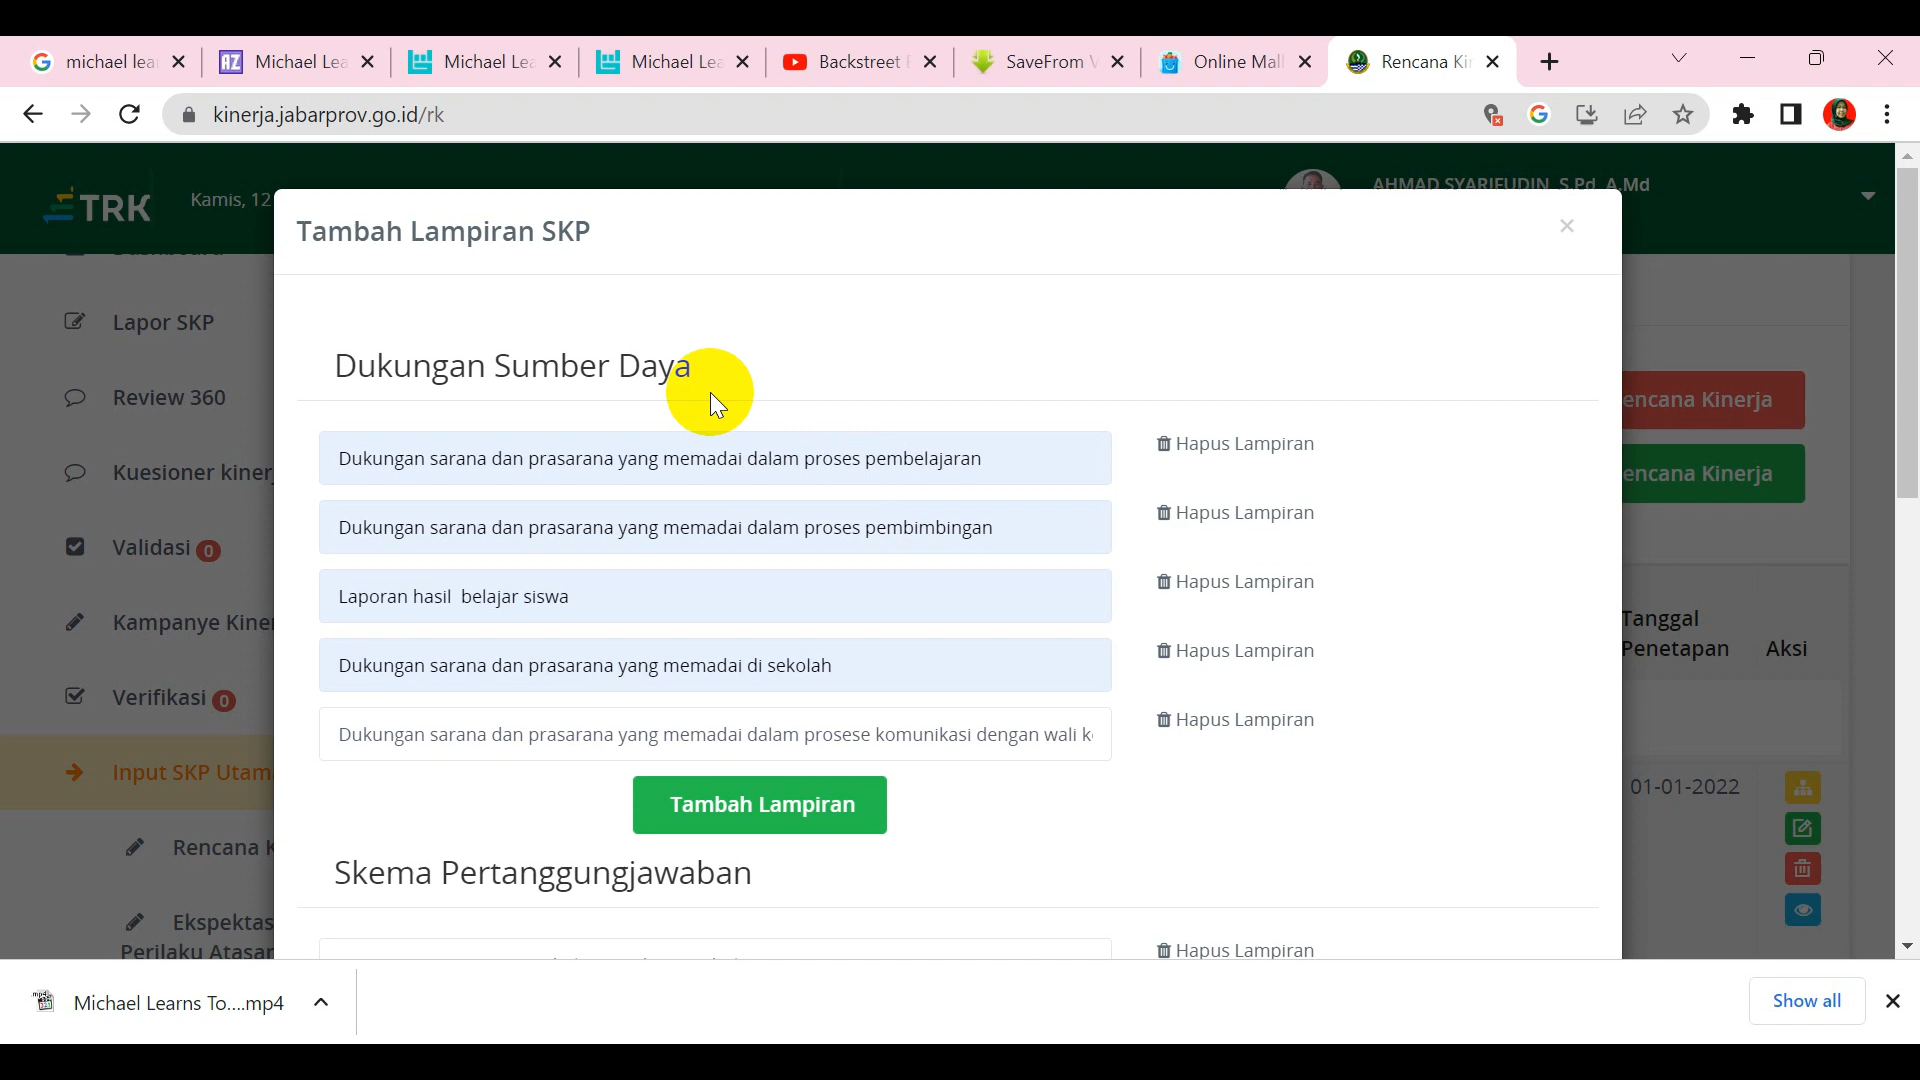 michael lea
Michael Lea
Michael Lea
Michael Lea
Backstreet
SaveFrom
Online Mall
Rencana Ki
kinerja.jabarprov.go.id/rk
TRK
Kamis, 12
AHMAD SYARIFUDIN, S.Pd, A.Md
Tambah Lampiran SKP
Lapor SKP
Review 360
Kuesioner kiner
Validasi 0
Kampanye Kine
Verifikasi 0
Input SKP Utam
Rencana K
Ekspektas
Perilaku Atasan
Dukungan Sumber Daya
Dukungan sarana dan prasarana yang memadai dalam proses pembelajaran
Hapus Lampiran
Dukungan sarana dan prasarana yang memadai dalam proses pembimbingan
Hapus Lampiran
Laporan hasil  belajar siswa
Hapus Lampiran
Dukungan sarana dan prasarana yang memadai di sekolah
Hapus Lampiran
Dukungan sarana dan prasarana yang memadai dalam prosese komunikasi dengan wali k
Hapus Lampiran
Tambah Lampiran
Skema Pertanggungjawaban
Hapus Lampiran
encana Kinerja
encana Kinerja
Tanggal
Penetapan
Aksi
01-01-2022
Michael Learns To....mp4
Show all